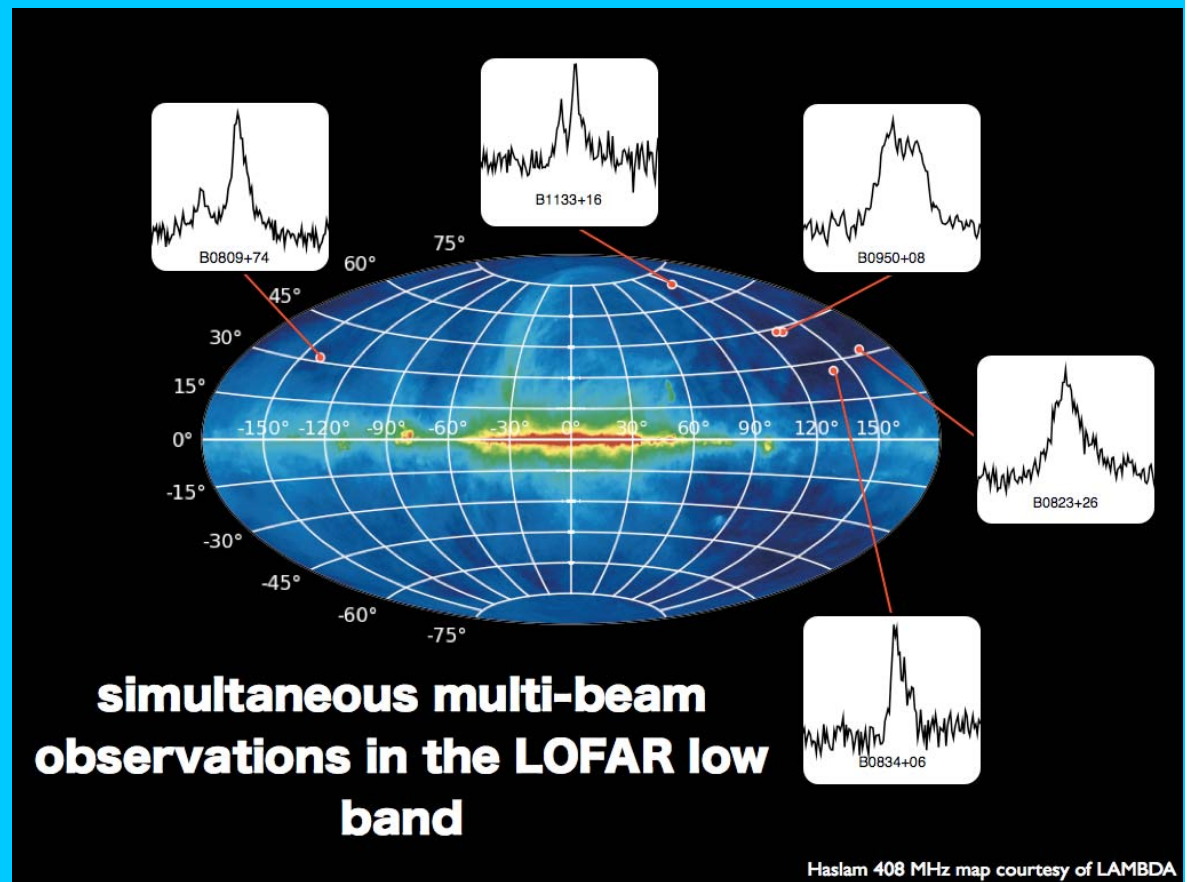 B1133+16
B0809+74
B0950+08
75°
60°
45°
30°
15°
0°
-15°
-30°
-45°
-60°
-75°
-150° -120° -90° -60° -30° 0° 30° 60° 90° 120° 150°
B0823+26
B0834+06
simultaneous multi-beam
observations in the LOFAR low
band
Haslam 408 MHz map courtesy of LAMBDA